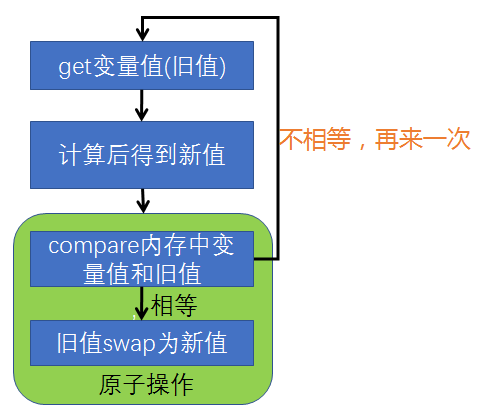 get变量值(旧值)
计算后得到新值
不相等，再来一次
compare内存中变
量值和旧值
相等
旧值swap为新值
原子操作